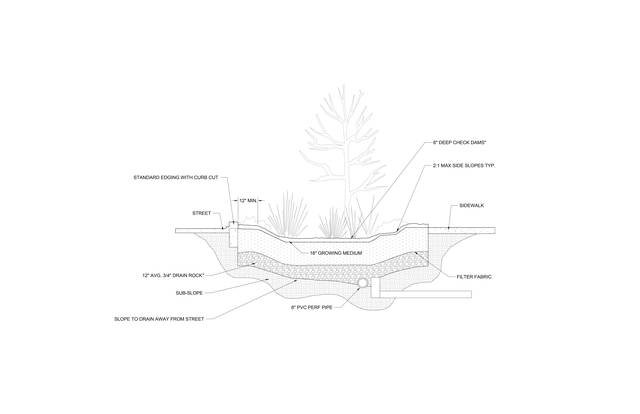 6" DEEP CHECK DAMS"
2:1 MAX SIDE SLOPES TYP.
STANDARD EDGING WITH CURB CUT
12" MIN.
SIDEWALK
STREET
18" GROWING MEDIUM
12" AVG. 3/4" DRAIN ROCK"
FILTER FABRIC
SUB-SLOPE
6" PVC PERF PIPE
SLOPE TO DRAIN AWAY FROM STREET